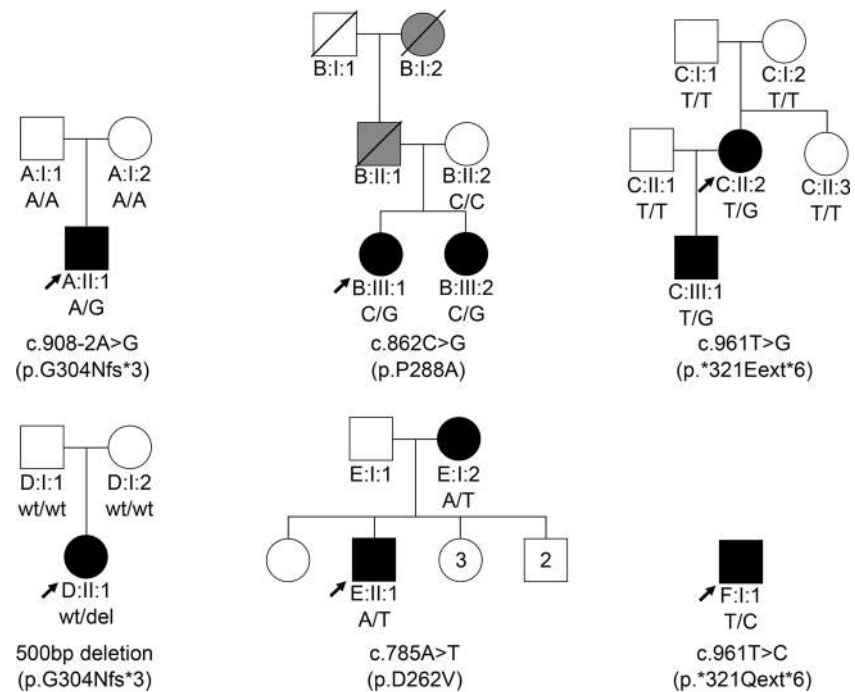 B:I:1 B:I:2
C:I:1 C:I:2
T/T T/T
A:I:1 A:I:2
A/A A/A
B:II:1 B:II:2
C/C
C:II:1 C:II:2 C:II:3
T/T T/G T/T
A:II:1
A/G
B:III:1 B:III:2
C/G C/G
C:III:1
T/G
c.908-2A>G
(p.G304Nfs*3)
c.862C>G
(p.P288A)
c.961T>G
(p.*321Eext*6)
D:I:1 D:I:2
wt/wt wt/wt
E:I:1 E:I:2
A/T
3 2
D:II:1
wt/del
E:II:1
A/T
F:I:1
T/C
500bp deletion
(p.G304Nfs*3)
c.785A>T
(p.D262V)
c.961T>C
(p.*321Qext*6)